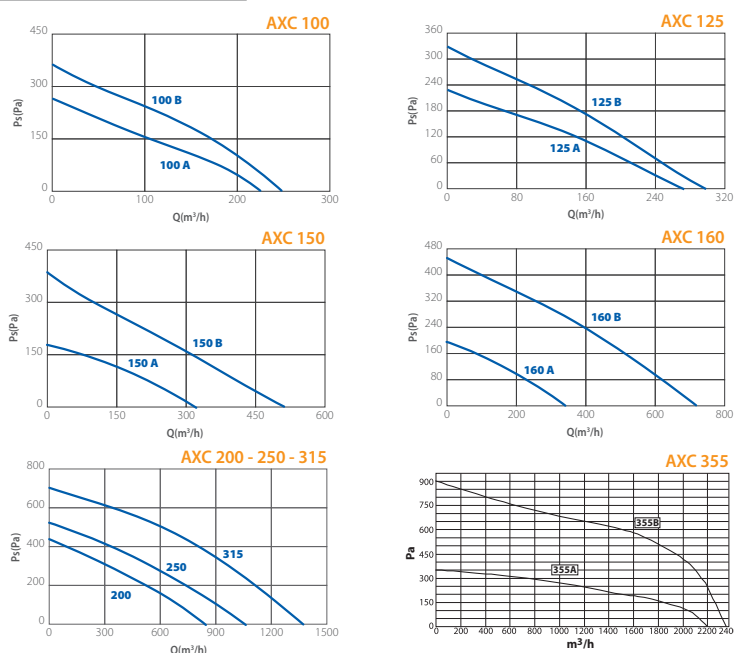 AXC 100
450
300
150
0
Ps(Pa)
100 B
100 A
0 100 200 300
Q(m³/h)
AXC 125
360
300
240
180
120
60
0
Ps(Pa)
125 B
125 A
0 80 160 240 320
Q(m³/h)
AXC 150
450
300
150
0
Ps(Pa)
150 B
150 A
0 150 300 450 600
Q(m³/h)
AXC 160
480
400
320
240
160
80
0
Ps(Pa)
160 B
160 A
0 200 400 600 800
Q(m³/h)
AXC 200 - 250 - 315
800
600
400
200
0
Ps(Pa)
315
250
200
0 300 600 900 1200 1500
Q(m³/h)
AXC 355
900
750
600
450
300
150
0
Pa
355B
355A
0 200 400 600 800 1000 1200 1400 1600 1800 2000 2200 2400
m³/h